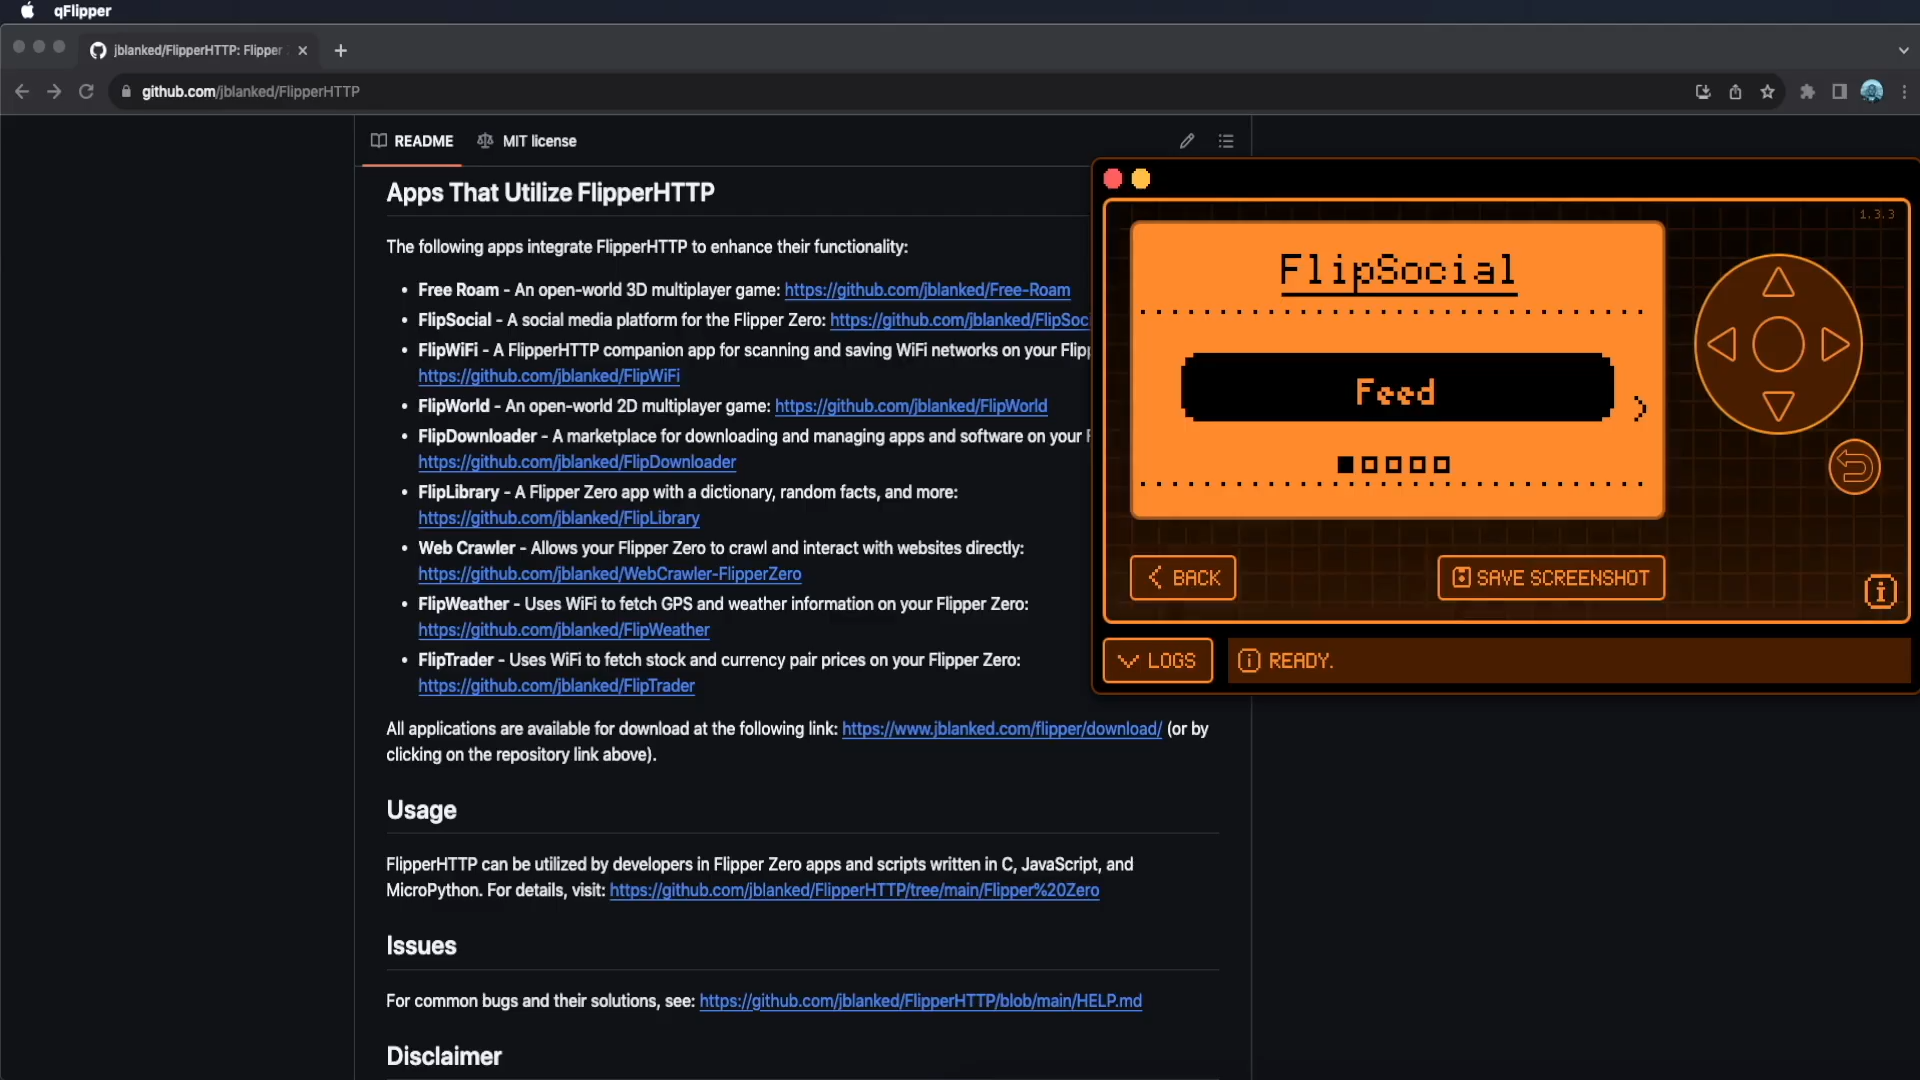 qFlipper
jblanked/FlipperHTTP: Flipper
github.com/jblanked/FlipperHTTP
README
MIT license
Apps That Utilize FlipperHTTP
The following apps integrate FlipperHTTP to enhance their functionality:
Free Roam - An open-world 3D multiplayer game: https://github.com/jblanked/Free-Roam
FlipSocial - A social media platform for the Flipper Zero: https://github.com/jblanked/FlipSoc
FlipWiFi - A FlipperHTTP companion app for scanning and saving WiFi networks on your Flipp
https://github.com/jblanked/FlipWiFi
FlipWorld - An open-world 2D multiplayer game: https://github.com/jblanked/FlipWorld
FlipDownloader - A marketplace for downloading and managing apps and software on your F
https://github.com/jblanked/FlipDownloader
FlipLibrary - A Flipper Zero app with a dictionary, random facts, and more:
https://github.com/jblanked/FlipLibrary
Web Crawler - Allows your Flipper Zero to crawl and interact with websites directly:
https://github.com/jblanked/WebCrawler-FlipperZero
FlipWeather - Uses WiFi to fetch GPS and weather information on your Flipper Zero:
https://github.com/jblanked/FlipWeather
FlipTrader - Uses WiFi to fetch stock and currency pair prices on your Flipper Zero:
https://github.com/jblanked/FlipTrader
All applications are available for download at the following link: https://www.jblanked.com/flipper/download/ (or by
clicking on the repository link above).
Usage
FlipperHTTP can be utilized by developers in Flipper Zero apps and scripts written in C, JavaScript, and
MicroPython. For details, visit: https://github.com/jblanked/FlipperHTTP/tree/main/Flipper%20Zero
Issues
For common bugs and their solutions, see: https://github.com/jblanked/FlipperHTTP/blob/main/HELP.md
Disclaimer
1.3.3
FlipSocial
Feed
BACK
SAVE SCREENSHOT
LOGS
READY.